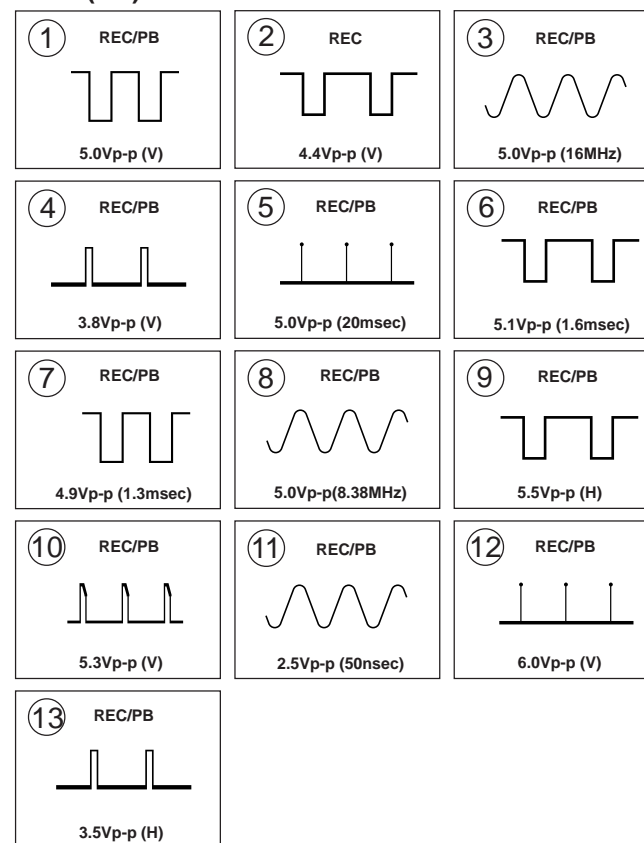 1 REC/PB
5.0Vp-p (V)
2 REC
4.4Vp-p (V)
3 REC/PB
5.0Vp-p (16MHz)
4 REC/PB
3.8Vp-p (V)
5 REC/PB
5.0Vp-p (20msec)
6 REC/PB
5.1Vp-p (1.6msec)
7 REC/PB
4.9Vp-p (1.3msec)
8 REC/PB
5.0Vp-p(8.38MHz)
9 REC/PB
5.5Vp-p (H)
10 REC/PB
5.3Vp-p (V)
11 REC/PB
2.5Vp-p (50nsec)
12 REC/PB
6.0Vp-p (V)
13 REC/PB
3.5Vp-p (H)